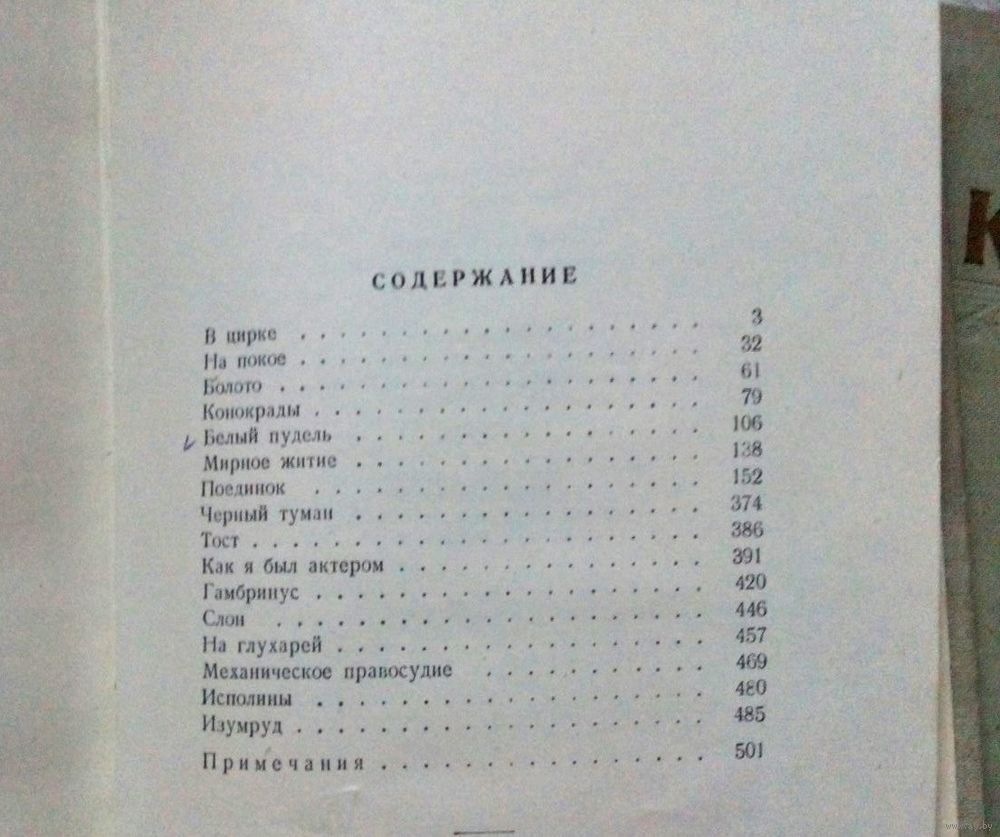 СОДЕРЖАНИЕ
В цирке . . . . . . . . . . . . . . . . . . . . 3
На покое . . . . . . . . . . . . . . . . . . . . 32
Болото . . . . . . . . . . . . . . . . . . . . . 61
Конокрады . . . . . . . . . . . . . . . . . . . 79
Белый пудель . . . . . . . . . . . . . . . . . 106
Мирное житие . . . . . . . . . . . . . . . . . 138
Поединок . . . . . . . . . . . . . . . . . . . 152
Черный туман . . . . . . . . . . . . . . . . . 374
Тост . . . . . . . . . . . . . . . . . . . . . . 386
Как я был актером . . . . . . . . . . . . . . . 391
Гамбринус . . . . . . . . . . . . . . . . . . . 420
Слон . . . . . . . . . . . . . . . . . . . . . 446
На глухарей . . . . . . . . . . . . . . . . . . 457
Механическое правосудие . . . . . . . . . . . 469
Исполины . . . . . . . . . . . . . . . . . . . 480
Изумруд . . . . . . . . . . . . . . . . . . . . 485
Примечания . . . . . . . . . . . . . . . . 501
К